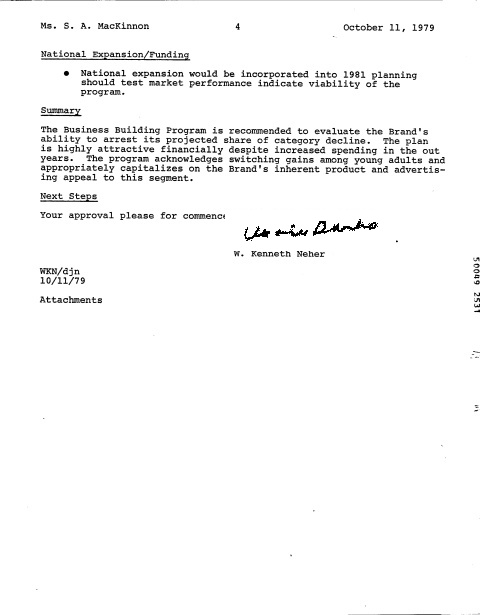 Ms. S. A. MacKinnon 4 October 11, 1979
National Expansion/Funding
● National expansion would be incorporated into 1981 planning
should test market performance indicate viability of the
program.
Summary
The Business Building Program is recommended to evaluate the Brand's
ability to arrest its projected share of category decline. The plan
is highly attractive financially despite increased spending in the out
years. The program acknowledges switching gains among young adults and
appropriately capitalizes on the Brand's inherent product and advertis-
ing appeal to this segment.
Next Steps
Your approval please for commenc
W. Kenneth Neher
WKN/djn
10/11/79
Attachments
50049 2531